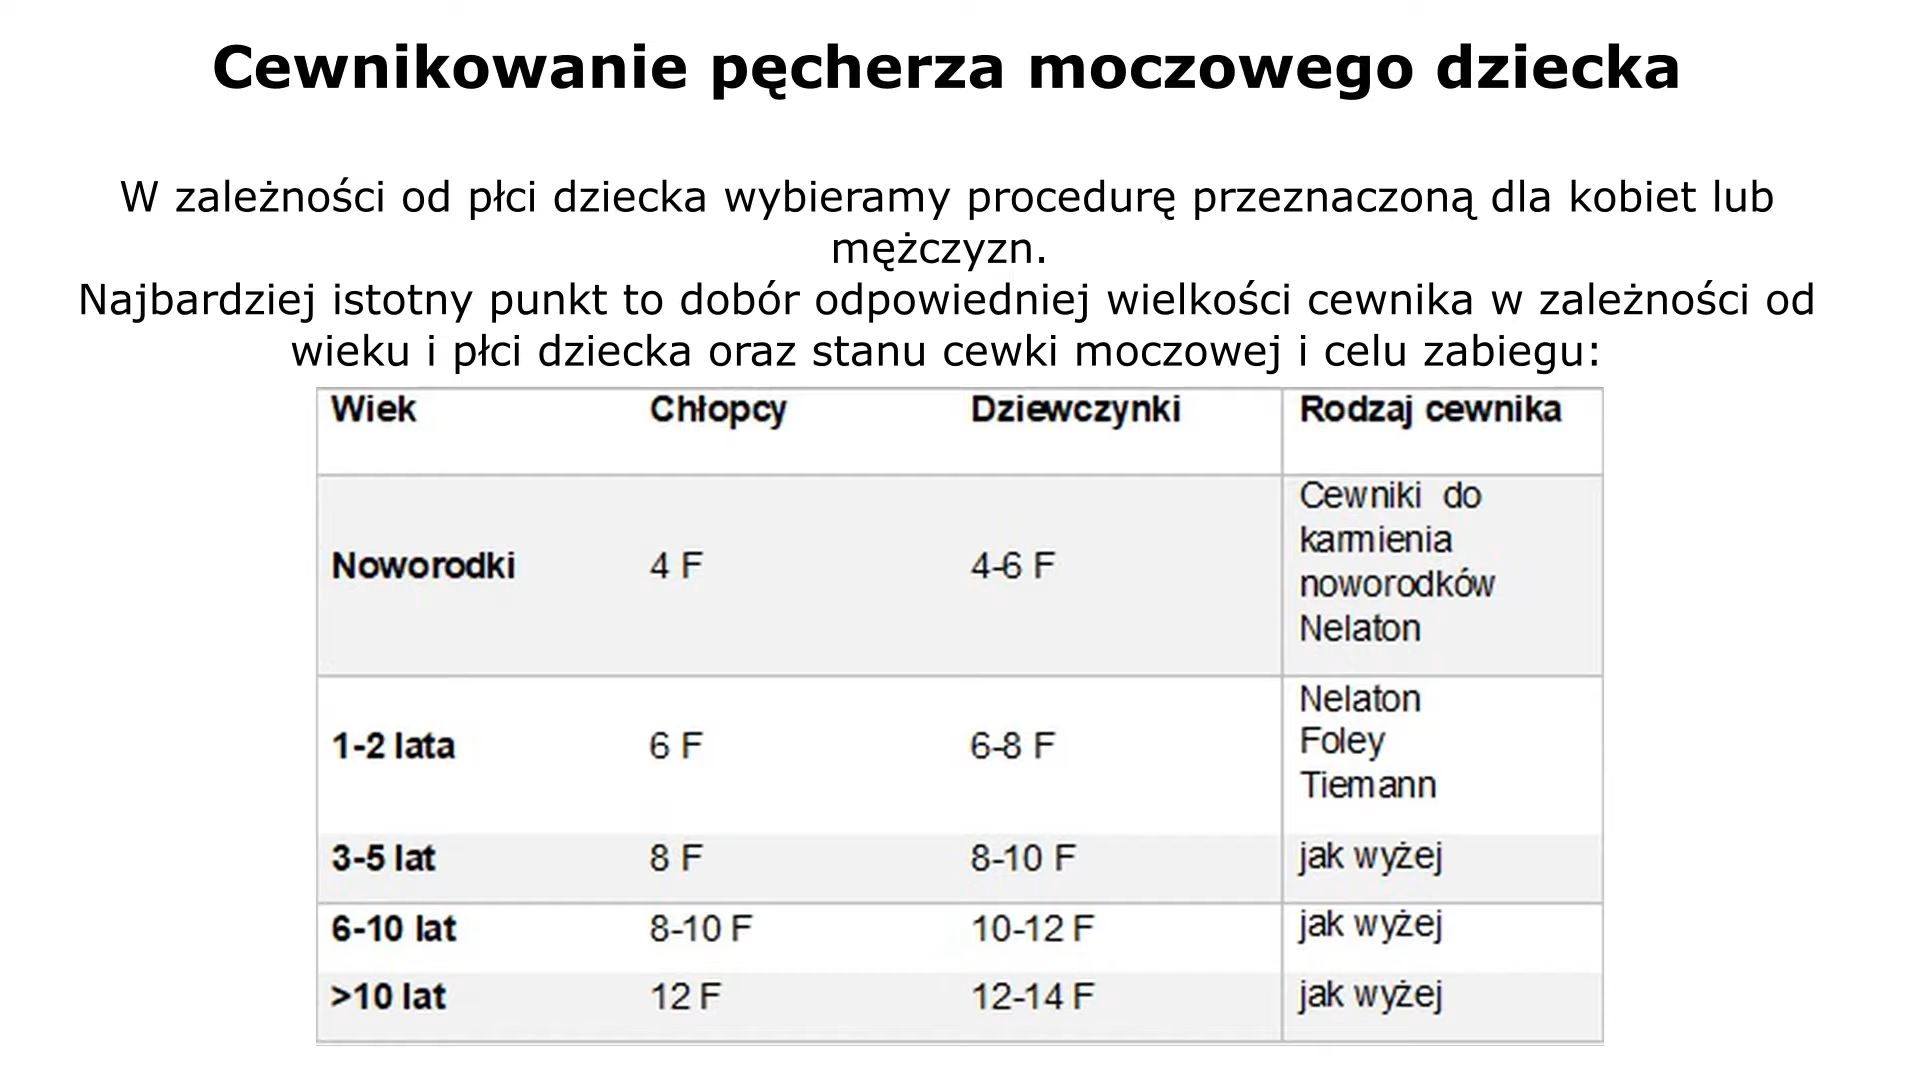 Cewnikowanie pęcherza moczowego dziecka
W zależności od płci dziecka wybieramy procedurę przeznaczoną dla kobiet lub
mężczyzn.
Najbardziej istotny punkt to dobór odpowiedniej wielkości cewnika w zależności od
wieku i płci dziecka oraz stanu cewki moczowej i celu zabiegu:
Wiek Chłopcy Dziewczynki Rodzaj cewnika
Noworodki 4 F 4-6 F Cewniki do
karmienia
noworodków
Nelaton
1-2 lata 6 F 6-8 F Nelaton
Foley
Tiemann
3-5 lat 8 F 8-10 F jak wyżej
6-10 lat 8-10 F 10-12 F jak wyżej
>10 lat 12 F 12-14 F jak wyżej